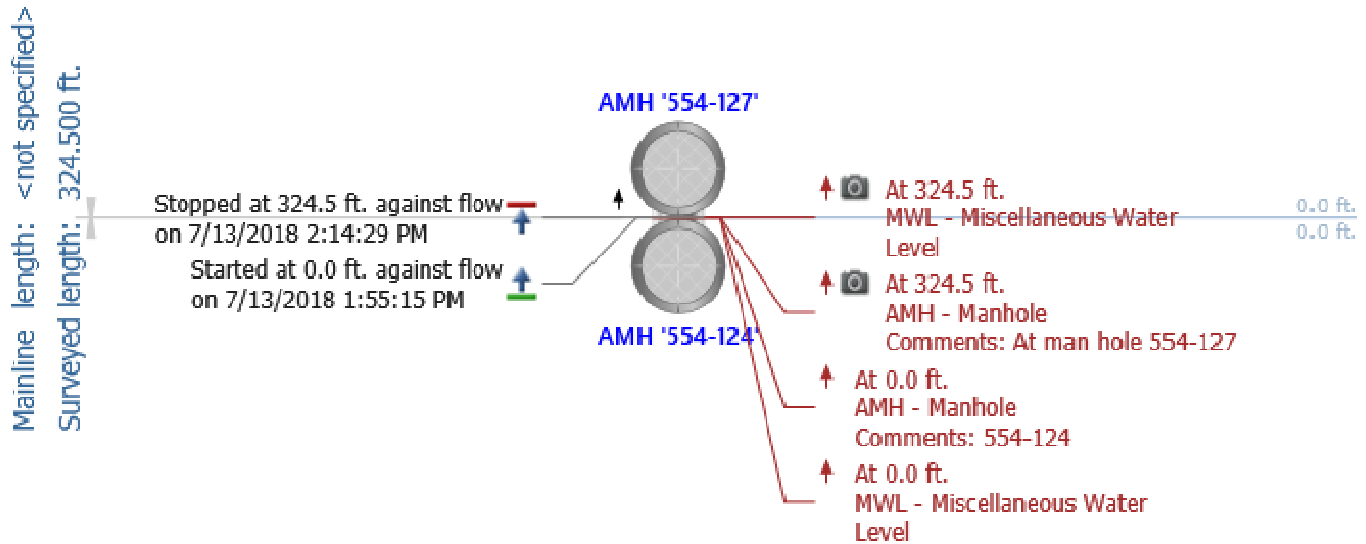 Mainline length: <not specified>
Surveyed length: 324.500 ft.
AMH '554-127'
Stopped at 324.5 ft. against flow
on 7/13/2018 2:14:29 PM
Started at 0.0 ft. against flow
on 7/13/2018 1:55:15 PM
AMH '554-124'
At 324.5 ft.
MWL - Miscellaneous Water
Level
0.0 ft.
0.0 ft.
At 324.5 ft.
AMH - Manhole
Comments: At man hole 554-127
At 0.0 ft.
AMH - Manhole
Comments: 554-124
At 0.0 ft.
MWL - Miscellaneous Water
Level